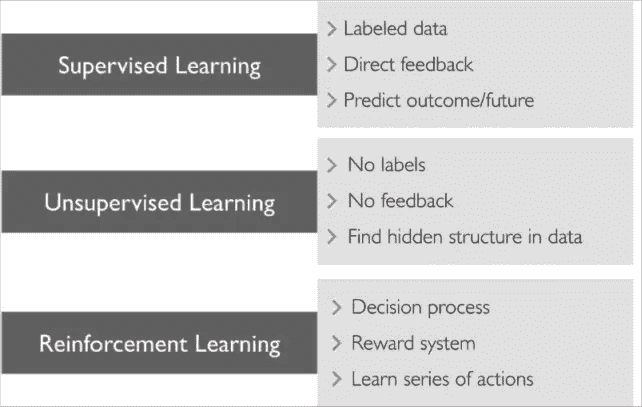 Supervised Learning
Labeled data
Direct feedback
Predict outcome/future
Unsupervised Learning
No labels
No feedback
Find hidden structure in data
Reinforcement Learning
Decision process
Reward system
Learn series of actions